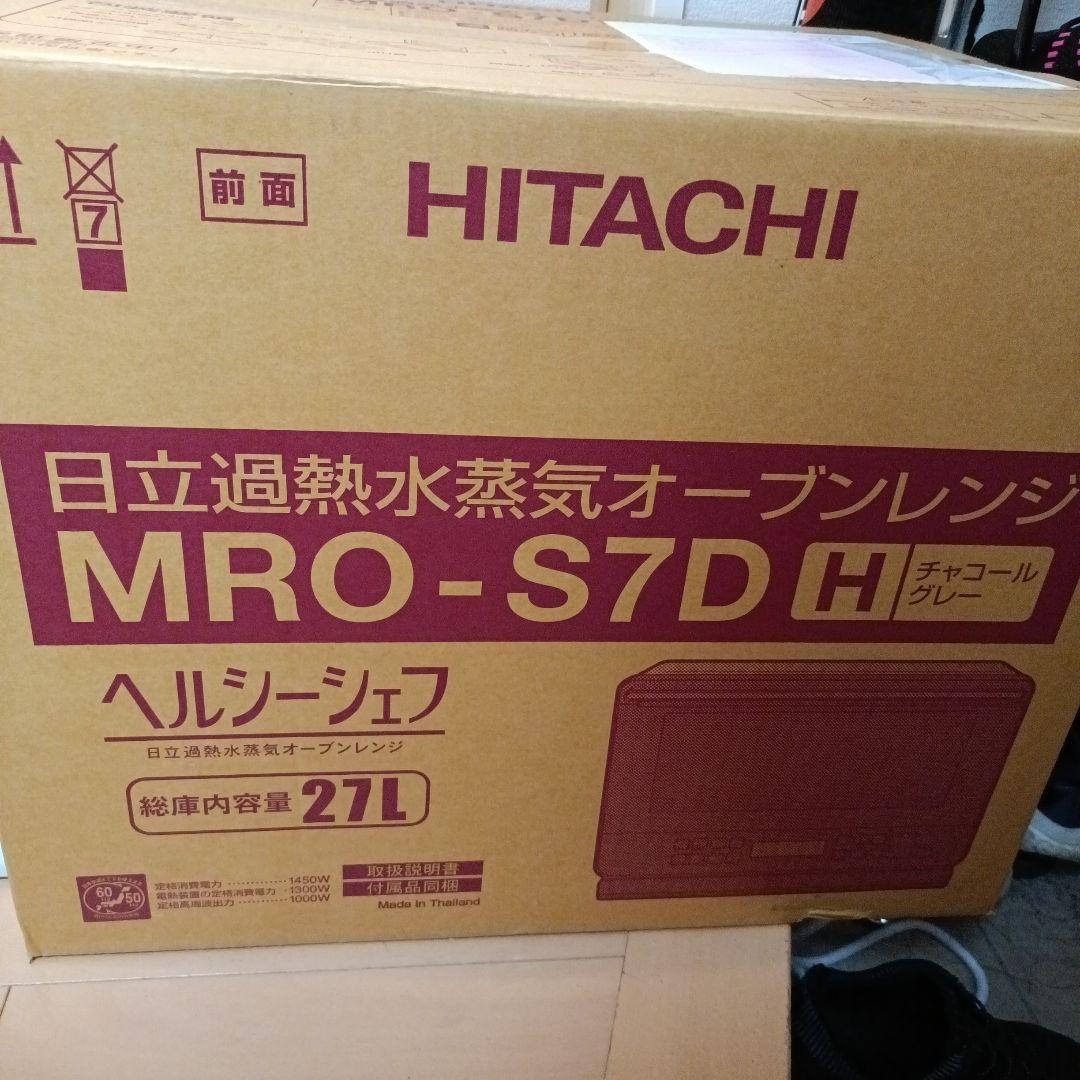 7
前面
HITACHI
日立過熱水蒸気オーブンレンジ
MRO-S7D H チャコール
グレー
ヘルシーシェフ
日立過熱水蒸気オーブンレンジ
総庫内容量 27L
60 50
定格消費電力 ············ 1450W
電熱装置の定格消費電力 · 1300W
定格高周波出力 ·········· 1000W
取扱説明書
付属品同梱
Made in Thailand